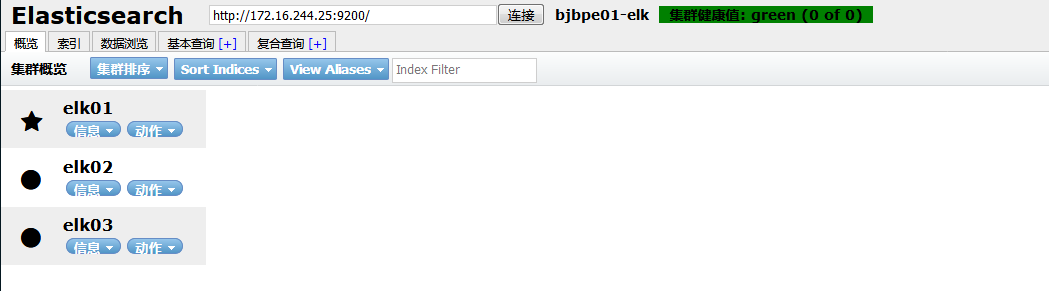 Elasticsearch http://172.16.244.25:9200/ 连接 bjbpe01-elk 集群健康值: green (0 of 0)
概览 索引 数据浏览 基本查询 [+] 复合查询 [+]
集群概览 集群排序 Sort Indices View Aliases Index Filter
elk01
信息 动作
elk02
信息 动作
elk03
信息 动作